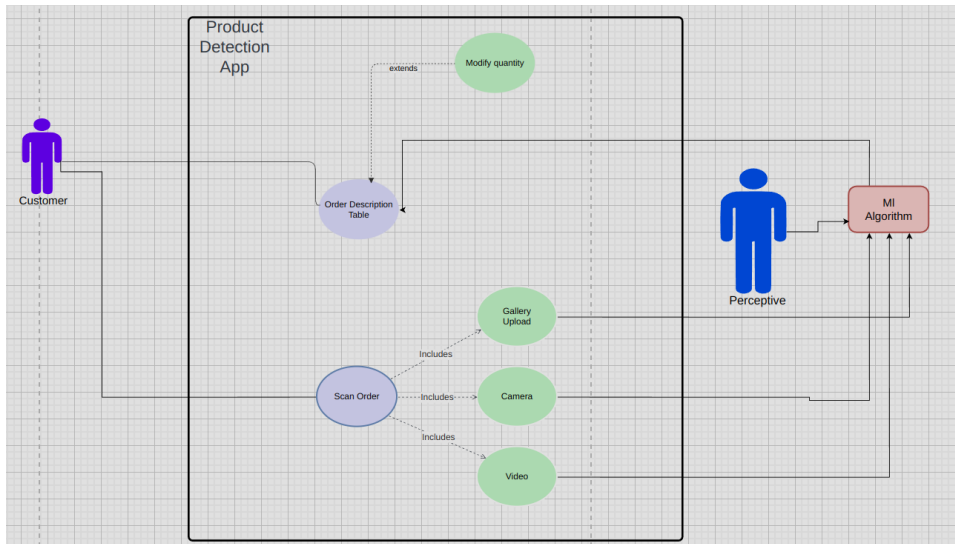 Product
Detection
App
Modify quantity
extends
Customer
Order Description
Table
MI
Algorithm
Perceptive
Gallery
Upload
Includes
Scan Order
Includes
Camera
Includes
Video